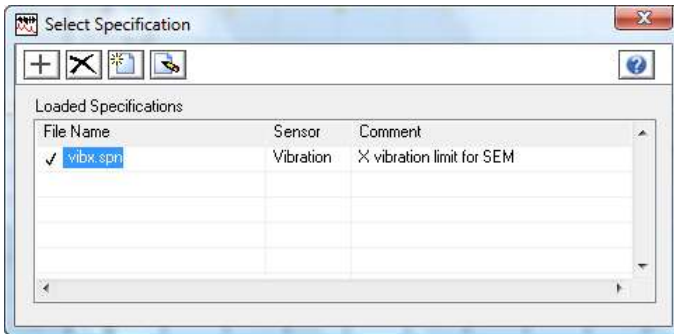 Select Specification
Loaded Specifications
File Name Sensor Comment
vibx.spn Vibration X vibration limit for SEM